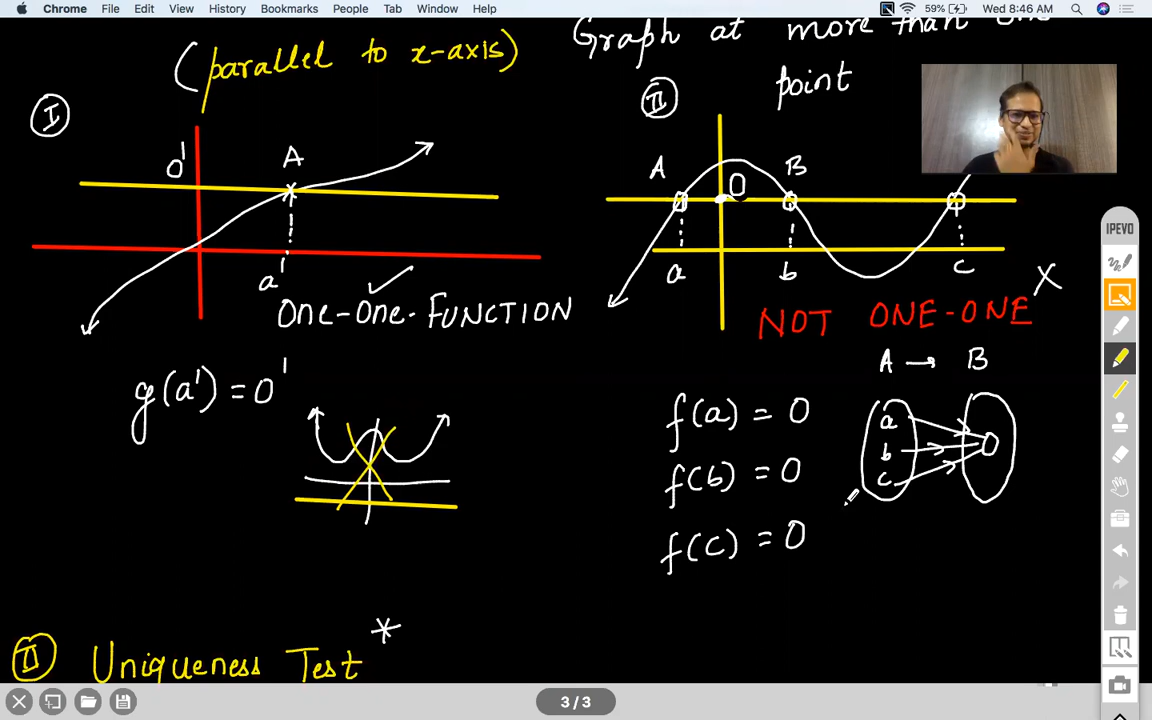 Chrome File Edit View History Bookmarks People Tab Window Help 59% Wed 8:46 AM
(parallel to x-axis)
Graph at more than one
point
I
II
IPEVO
O' A
A O B
a'
a b c
One-One-FUNCTION
X
NOT ONE-ONE
A → B
g(a') = 0'
f(a) = 0
a
b 0
c
f(b) = 0
f(c) = 0
II Uniqueness Test *
3/3